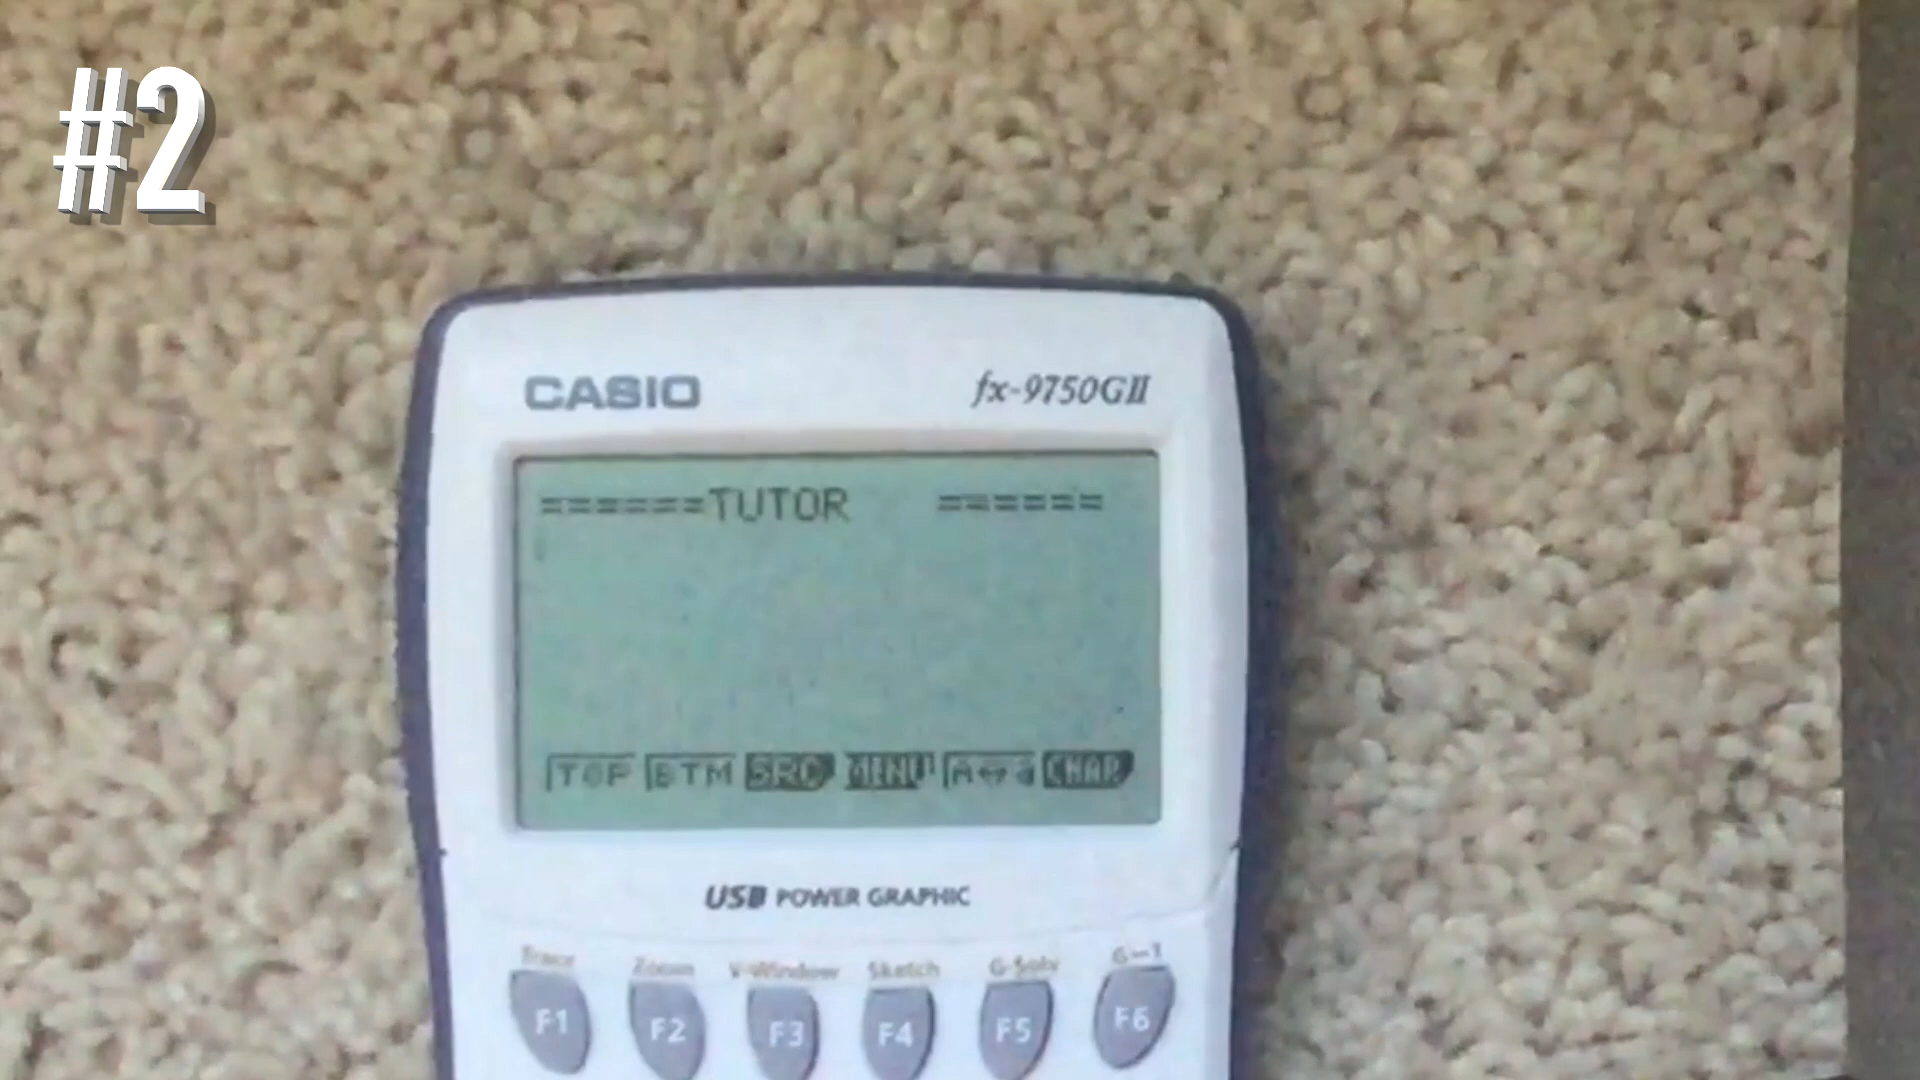 #2
CASIO fx-9750GII
======TUTOR ======
TOP BTM SRC MENU A↔a CHAR
USB POWER GRAPHIC
Trace Zoom V-Window Sketch G-Solv G↔T
F1 F2 F3 F4 F5 F6